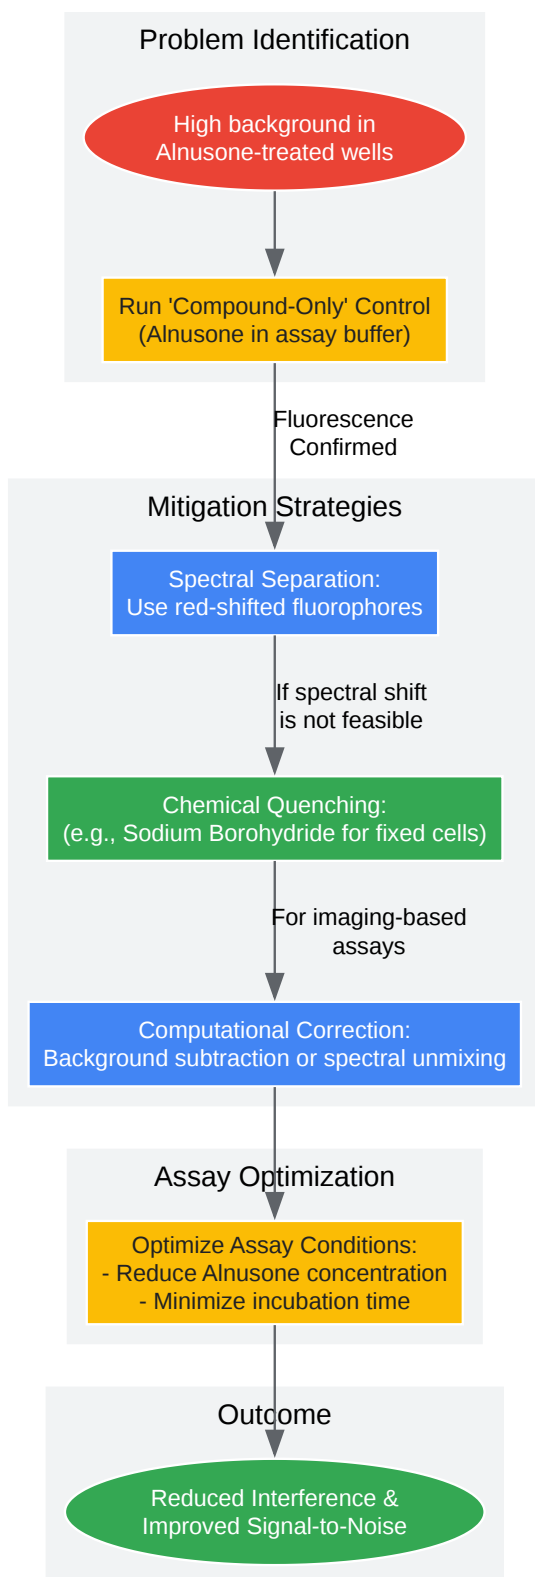 Problem Identification
High background in
Alnusone-treated wells
Run 'Compound-Only' Control
(Alnusone in assay buffer)
Fluorescence
Confirmed
Mitigation Strategies
Spectral Separation:
Use red-shifted fluorophores
If spectral shift
is not feasible
Chemical Quenching:
(e.g., Sodium Borohydride for fixed cells)
For imaging-based
assays
Computational Correction:
Background subtraction or spectral unmixing
Assay Optimization
Optimize Assay Conditions:
- Reduce Alnusone concentration
- Minimize incubation time
Outcome
Reduced Interference &
Improved Signal-to-Noise